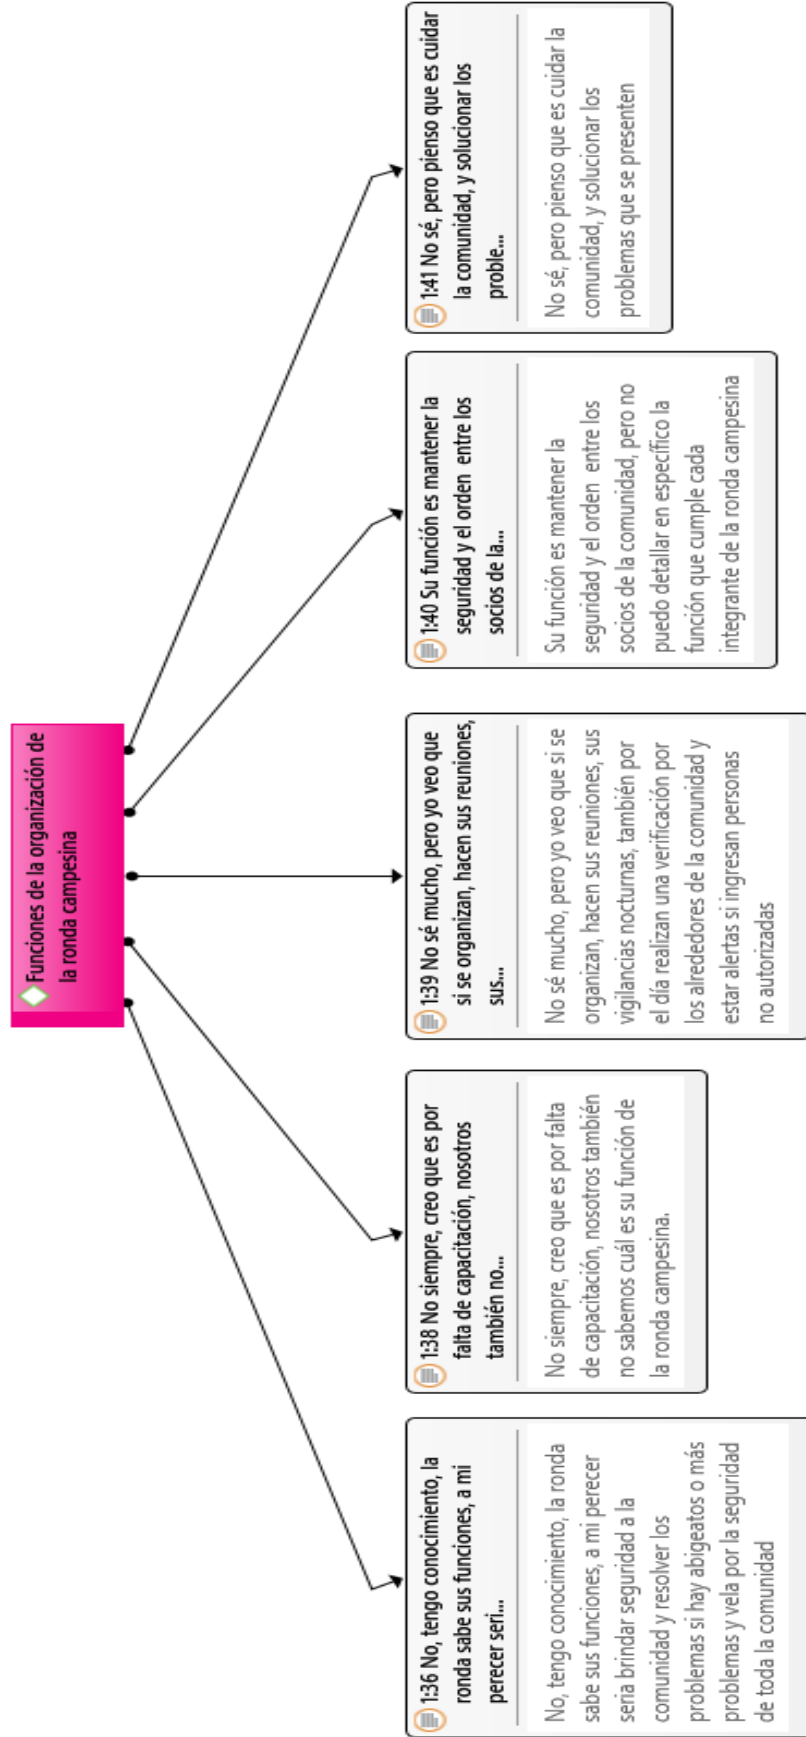 Funciones de la organización de
la ronda campesina
1:36 No, tengo conocimiento, la
ronda sabe sus funciones, a mi
perecer seri...
No, tengo conocimiento, la ronda
sabe sus funciones, a mi perecer
seria brindar seguridad a la
comunidad y resolver los
problemas si hay abigeatos o más
problemas y vela por la seguridad
de toda la comunidad
1:38 No siempre, creo que es por
falta de capacitación, nosotros
también no...
No siempre, creo que es por falta
de capacitación, nosotros también
no sabemos cuál es su función de
la ronda campesina.
1:39 No sé mucho, pero yo veo que
si se organizan, hacen sus reuniones,
sus...
No sé mucho, pero yo veo que si se
organizan, hacen sus reuniones, sus
vigilancias nocturnas, también por
el día realizan una verificación por
los alrededores de la comunidad y
estar alertas si ingresan personas
no autorizadas
1:40 Su función es mantener la
seguridad y el orden  entre los
socios de la...
Su función es mantener la
seguridad y el orden  entre los
socios de la comunidad, pero no
puedo detallar en específico la
función que cumple cada
integrante de la ronda campesina
1:41 No sé, pero pienso que es cuidar
la comunidad, y solucionar los
proble...
No sé, pero pienso que es cuidar la
comunidad, y solucionar los
problemas que se presenten